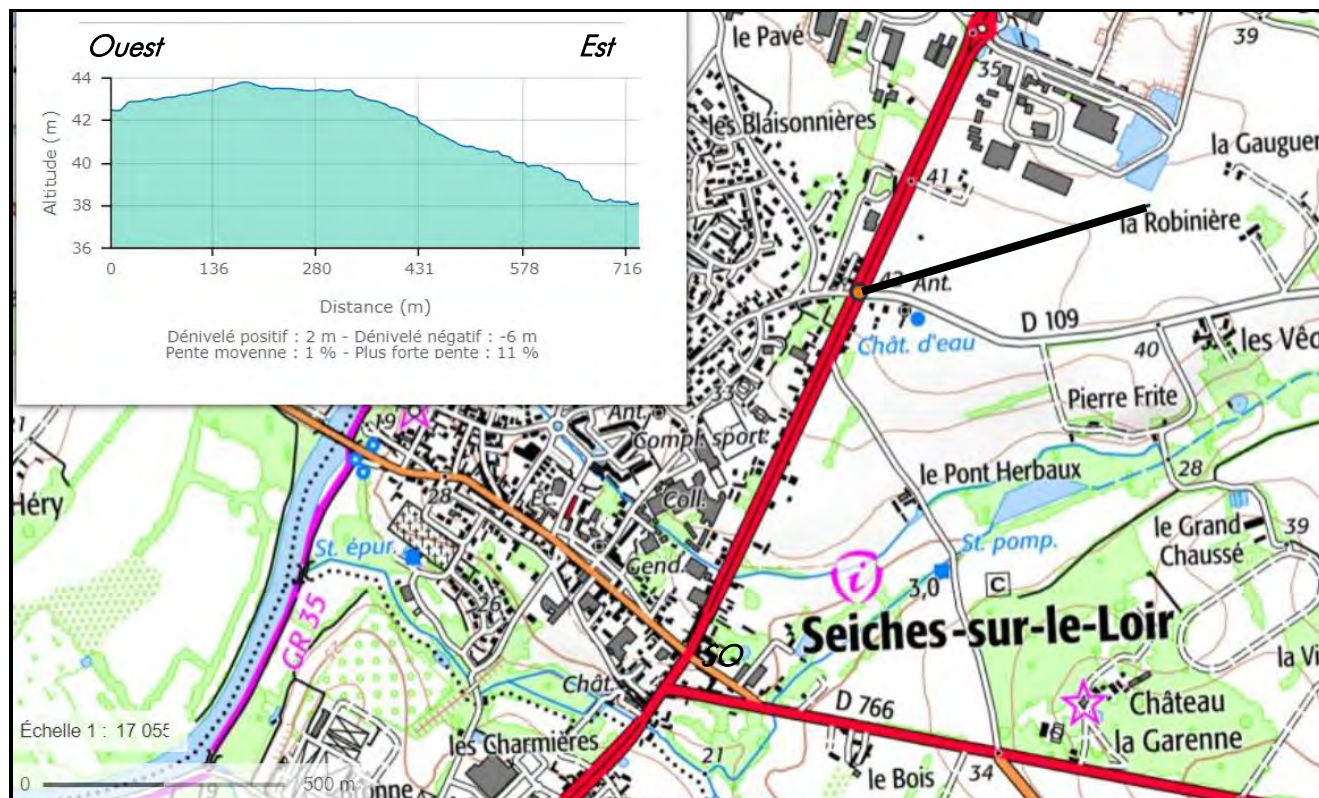 Ouest
Est
44
42
40
38
36
Altitude (m)
0
136
280
431
578
716
Distance (m)
Dénivelé positif : 2 m - Dénivelé négatif : -6 m
Pente moyenne : 1 % - Plus forte pente : 11 %
le Pavé
39
35
les Blaisonnières
la Gauguer
41
la Robinière
Ant.
D 109
Chât. d'eau
les Vêc
40
33
Pierre Frite
19
Ant.
Compl. sport.
le Pont Herbaux
28
28
Héry
Éc.
Coll.
le Grand
Chaussé
39
St. épur.
St. pomp.
Gend.
i
3,0
C
26
GR 35
Seiches-sur-le-Loir
SQ
la Vi
25
Chât.
D 766
Château
la Garenne
Échelle 1 : 17 055
les Charmières
21
le Bois
34
0
500 m
19
onne